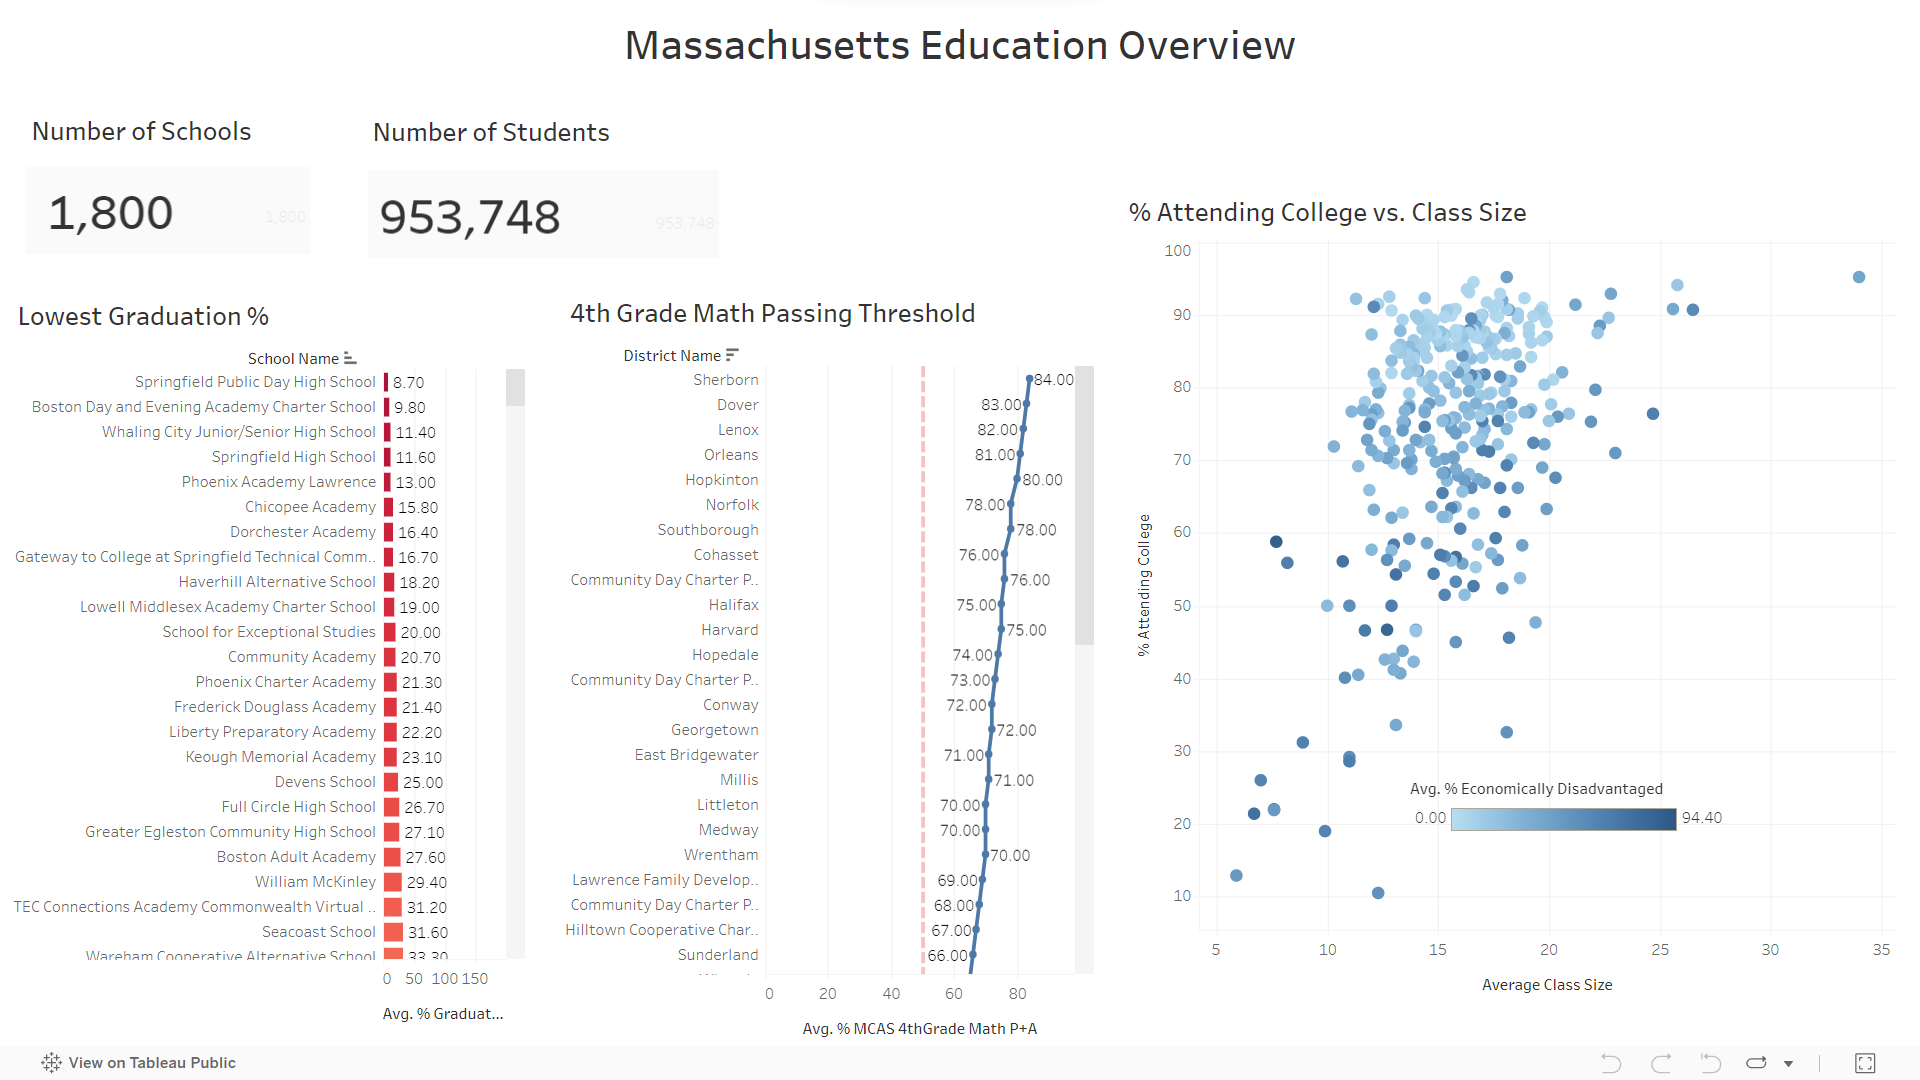 Massachusetts Education Overview
Number of Schools
1,800
1,800
Number of Students
953,748
953,748
Lowest Graduation %
School Name
Springfield Public Day High School 8.70
Boston Day and Evening Academy Charter School 9.80
Whaling City Junior/Senior High School 11.40
Springfield High School 11.60
Phoenix Academy Lawrence 13.00
Chicopee Academy 15.80
Dorchester Academy 16.40
Gateway to College at Springfield Technical Comm.. 16.70
Haverhill Alternative School 18.20
Lowell Middlesex Academy Charter School 19.00
School for Exceptional Studies 20.00
Community Academy 20.70
Phoenix Charter Academy 21.30
Frederick Douglass Academy 21.40
Liberty Preparatory Academy 22.20
Keough Memorial Academy 23.10
Devens School 25.00
Full Circle High School 26.70
Greater Egleston Community High School 27.10
Boston Adult Academy 27.60
William McKinley 29.40
TEC Connections Academy Commonwealth Virtual .. 31.20
Seacoast School 31.60
Wareham Cooperative Alternative School 33.30
0 50 100 150
Avg. % Graduat...
4th Grade Math Passing Threshold
District Name
Sherborn 84.00
Dover 83.00
Lenox 82.00
Orleans 81.00
Hopkinton 80.00
Norfolk 78.00
Southborough 78.00
Cohasset 76.00
Community Day Charter P.. 76.00
Halifax 75.00
Harvard 75.00
Hopedale 74.00
Community Day Charter P.. 73.00
Conway 72.00
Georgetown 72.00
East Bridgewater 71.00
Millis 71.00
Littleton 70.00
Medway 70.00
Wrentham 70.00
Lawrence Family Develop.. 69.00
Community Day Charter P.. 68.00
Hilltown Cooperative Char.. 67.00
Sunderland 66.00
0 20 40 60 80
Avg. % MCAS 4thGrade Math P+A
% Attending College vs. Class Size
% Attending College
100
90
80
70
60
50
40
30
20
10
Avg. % Economically Disadvantaged
0.00 94.40
5 10 15 20 25 30 35
Average Class Size
View on Tableau Public